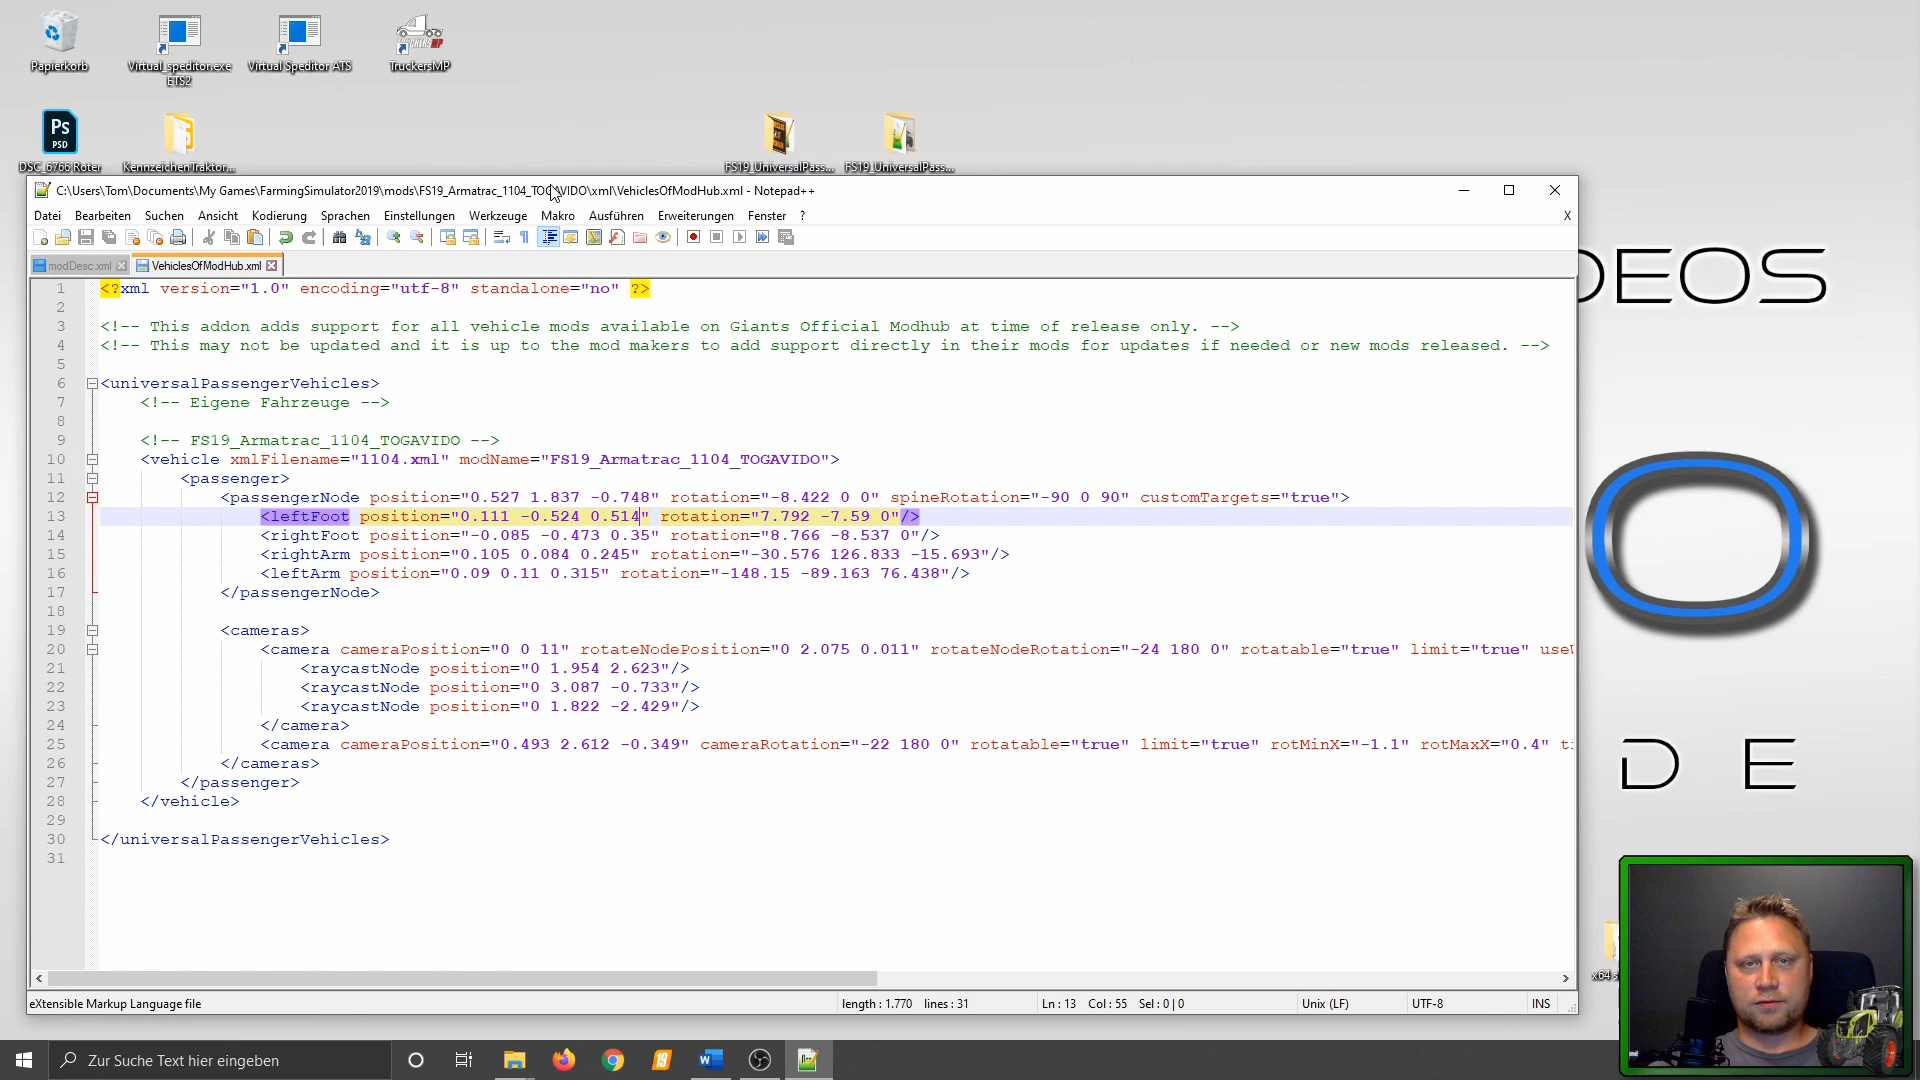 Papierkorb
Virtual_speditor.exe
ETS2
Virtual Speditor ATS
TruckersMP
Ps
PSD
DSC_6766 Roter
KennzeichenTraktor...
FS19_UniversalPass...
FS19_UniversalPass...
C:\Users\Tom\Documents\My Games\FarmingSimulator2019\mods\FS19_Armatrac_1104_TOGAVIDO\xml\VehiclesOfModHub.xml - Notepad++
Datei Bearbeiten Suchen Ansicht Kodierung Sprachen Einstellungen Werkzeuge Makro Ausführen Erweiterungen Fenster ? X
modDesc.xml VehiclesOfModHub.xml
1 <?xml version="1.0" encoding="utf-8" standalone="no" ?>
2
3 <!-- This addon adds support for all vehicle mods available on Giants Official Modhub at time of release only. -->
4 <!-- This may not be updated and it is up to the mod makers to add support directly in their mods for updates if needed or new mods released. -->
5
6 <universalPassengerVehicles>
7 <!-- Eigene Fahrzeuge -->
8
9 <!-- FS19_Armatrac_1104_TOGAVIDO -->
10 <vehicle xmlFilename="1104.xml" modName="FS19_Armatrac_1104_TOGAVIDO">
11 <passenger>
12 <passengerNode position="0.527 1.837 -0.748" rotation="-8.422 0 0" spineRotation="-90 0 90" customTargets="true">
13 <leftFoot position="0.111 -0.524 0.514" rotation="7.792 -7.59 0"/>
14 <rightFoot position="-0.085 -0.473 0.35" rotation="8.766 -8.537 0"/>
15 <rightArm position="0.105 0.084 0.245" rotation="-30.576 126.833 -15.693"/>
16 <leftArm position="0.09 0.11 0.315" rotation="-148.15 -89.163 76.438"/>
17 </passengerNode>
18
19 <cameras>
20 <camera cameraPosition="0 0 11" rotateNodePosition="0 2.075 0.011" rotateNodeRotation="-24 180 0" rotatable="true" limit="true" use
21 <raycastNode position="0 1.954 2.623"/>
22 <raycastNode position="0 3.087 -0.733"/>
23 <raycastNode position="0 1.822 -2.429"/>
24 </camera>
25 <camera cameraPosition="0.493 2.612 -0.349" cameraRotation="-22 180 0" rotatable="true" limit="true" rotMinX="-1.1" rotMaxX="0.4" t
26 </cameras>
27 </passenger>
28 </vehicle>
29
30 </universalPassengerVehicles>
31
eXtensible Markup Language file length : 1.770 lines : 31 Ln : 13 Col : 55 Sel : 0 | 0 Unix (LF) UTF-8 INS
DEOS
O
D E
x64 s
Zur Suche Text hier eingeben
19